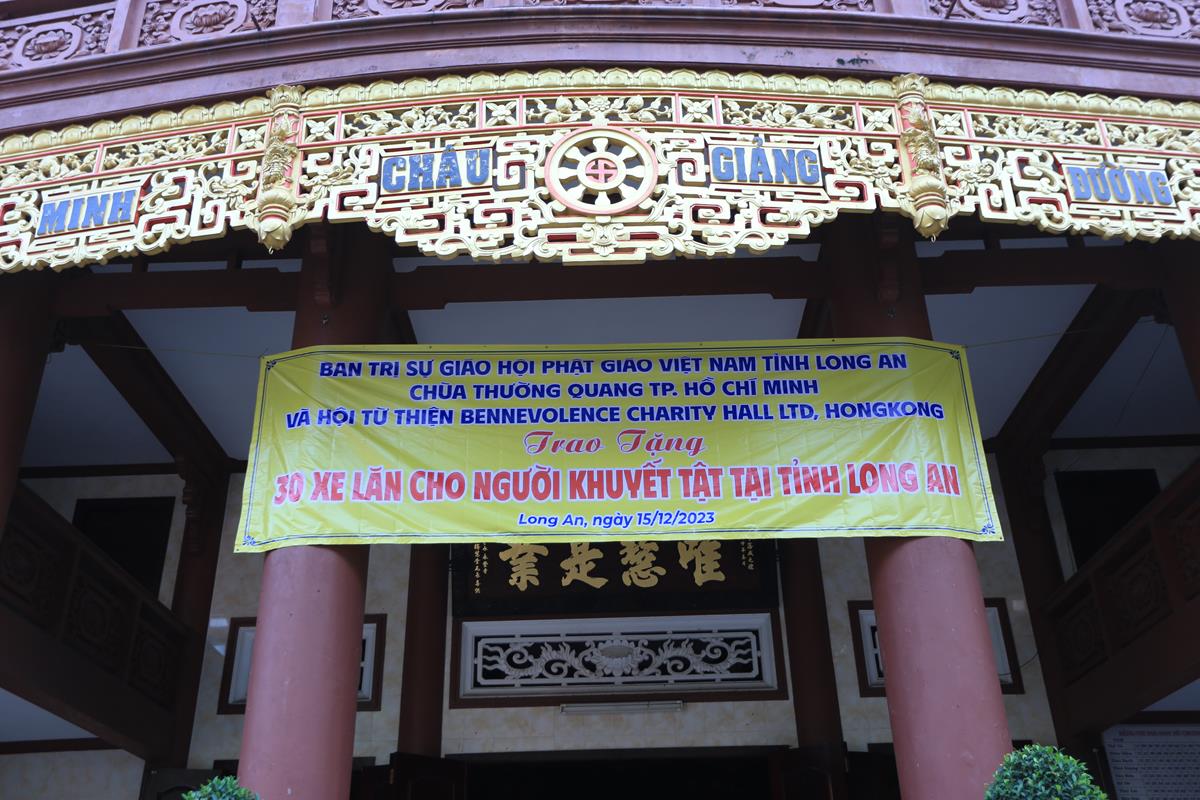 MINH CHÂU GIẢNG ĐƯỜNG
BAN TRỊ SỰ GIÁO HỘI PHẬT GIÁO VIỆT NAM TỈNH LONG AN
CHÙA THƯỜNG QUANG TP. HỒ CHÍ MINH
VÀ HỘI TỪ THIỆN BENNEVOLENCE CHARITY HALL LTD, HONGKONG
Trao Tặng
30 XE LĂN CHO NGƯỜI KHUYẾT TẬT TẠI TỈNH LONG AN
Long An, ngày 15/12/2023
業是慧唯